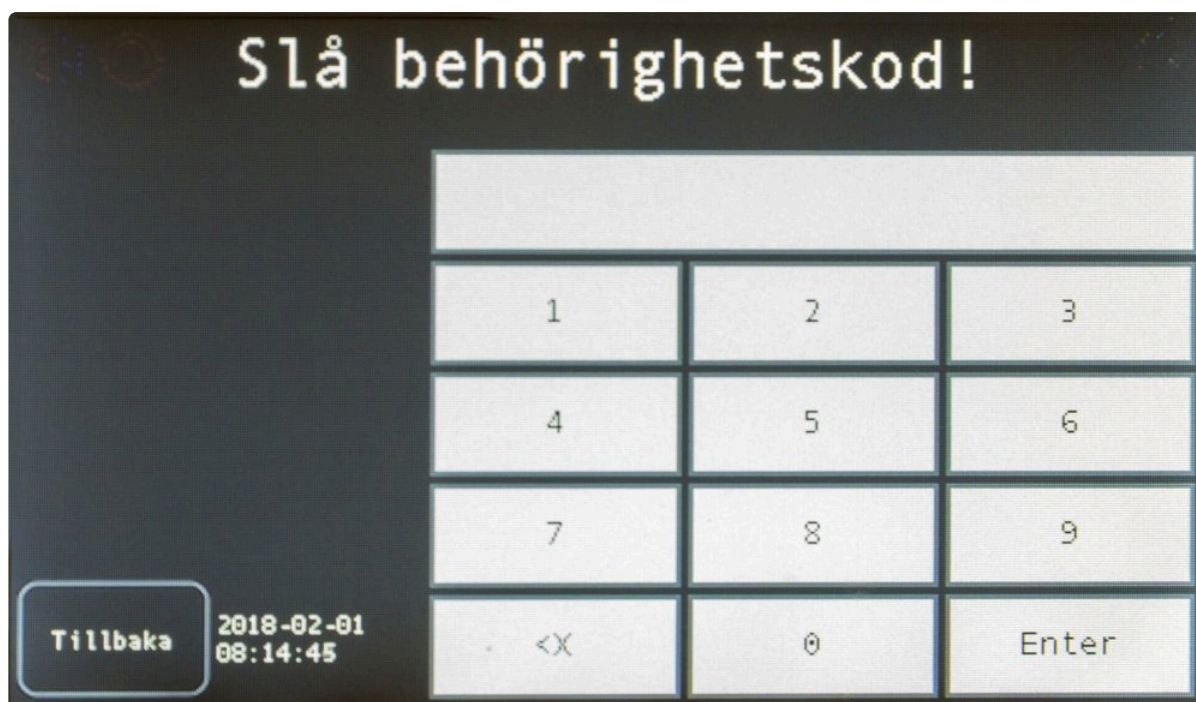 Slå behörighetskod!
1 2 3
4 5 6
7 8 9
<X 0 Enter
Tillbaka
2018-02-01
08:14:45